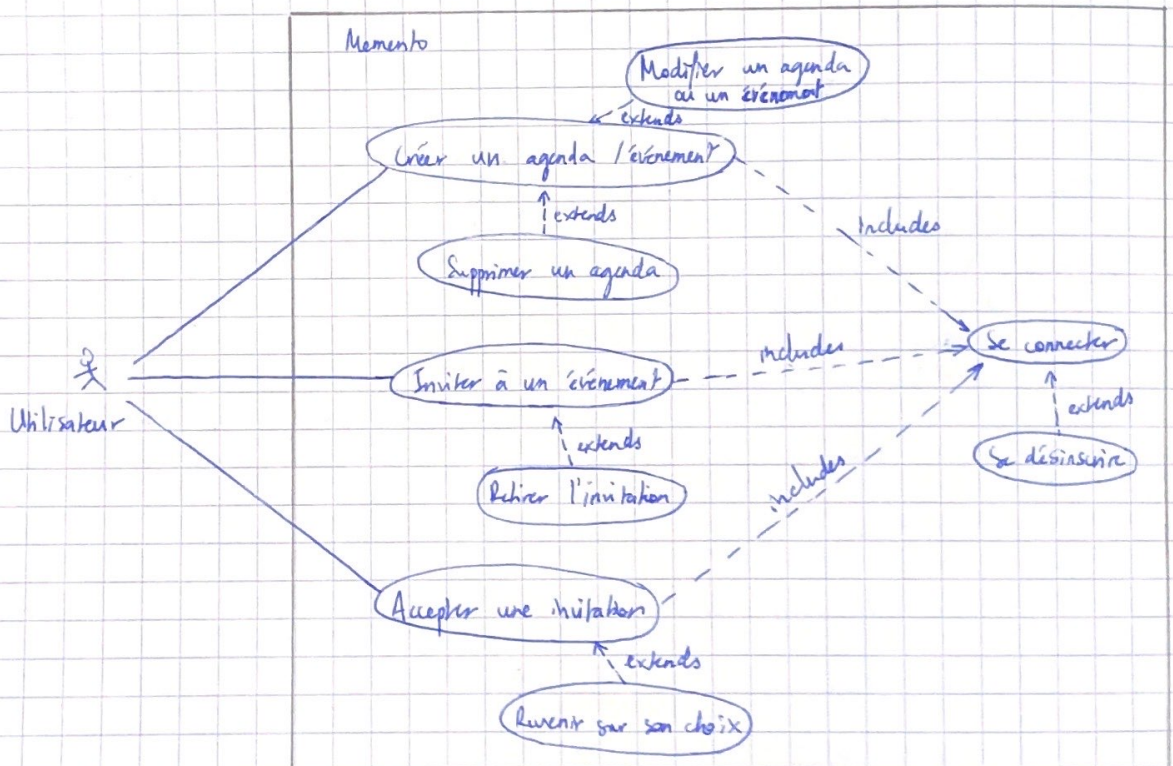 Memento
Modifier un agenda
ou un événement
extends
Créer un agenda / événement
extends
Includes
Supprimer un agenda
Se connecter
includes
Inviter à un événement
extends
Utilisateur
extends
Se désinscrire
Retirer l'invitation
includes
Accepter une invitation
extends
Revenir sur son choix